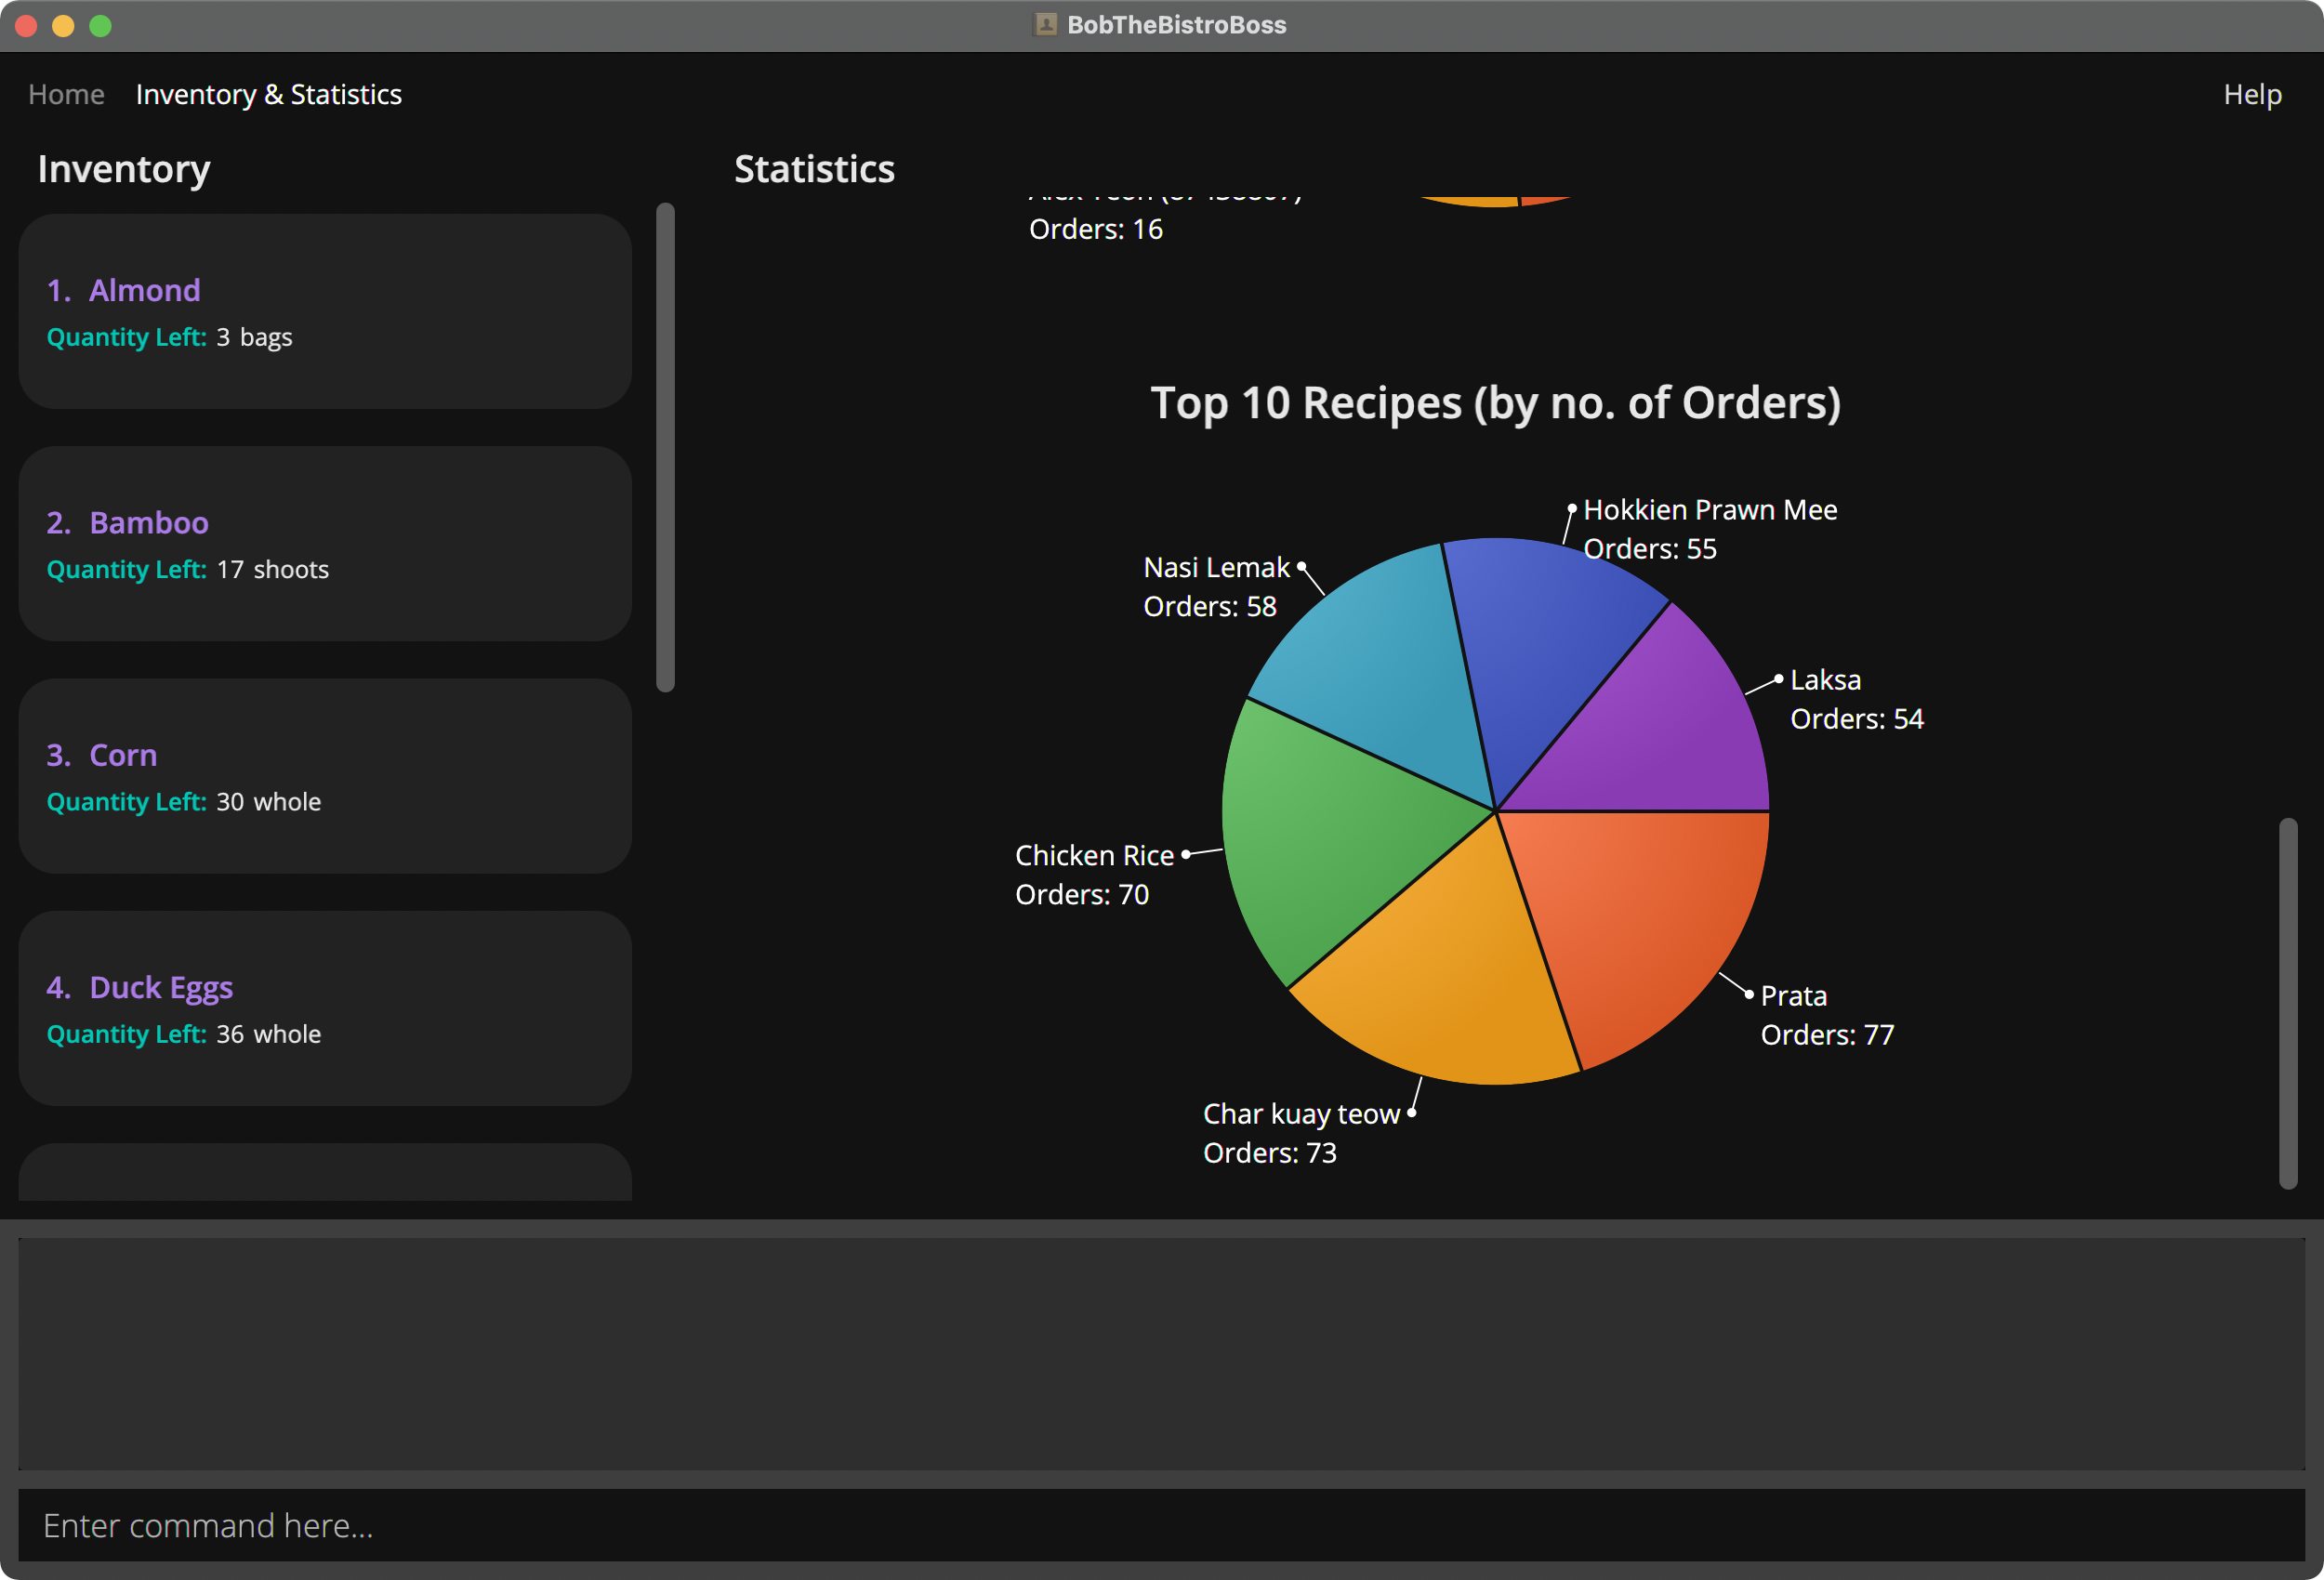 BobTheBistroBoss
Home Inventory & Statistics Help
Inventory
1. Almond
Quantity Left: 3 bags
2. Bamboo
Quantity Left: 17 shoots
3. Corn
Quantity Left: 30 whole
4. Duck Eggs
Quantity Left: 36 whole
Statistics
Orders: 16
Top 10 Recipes (by no. of Orders)
Hokkien Prawn Mee
Orders: 55
Nasi Lemak
Orders: 58
Laksa
Orders: 54
Chicken Rice
Orders: 70
Prata
Orders: 77
Char kuay teow
Orders: 73
Enter command here...